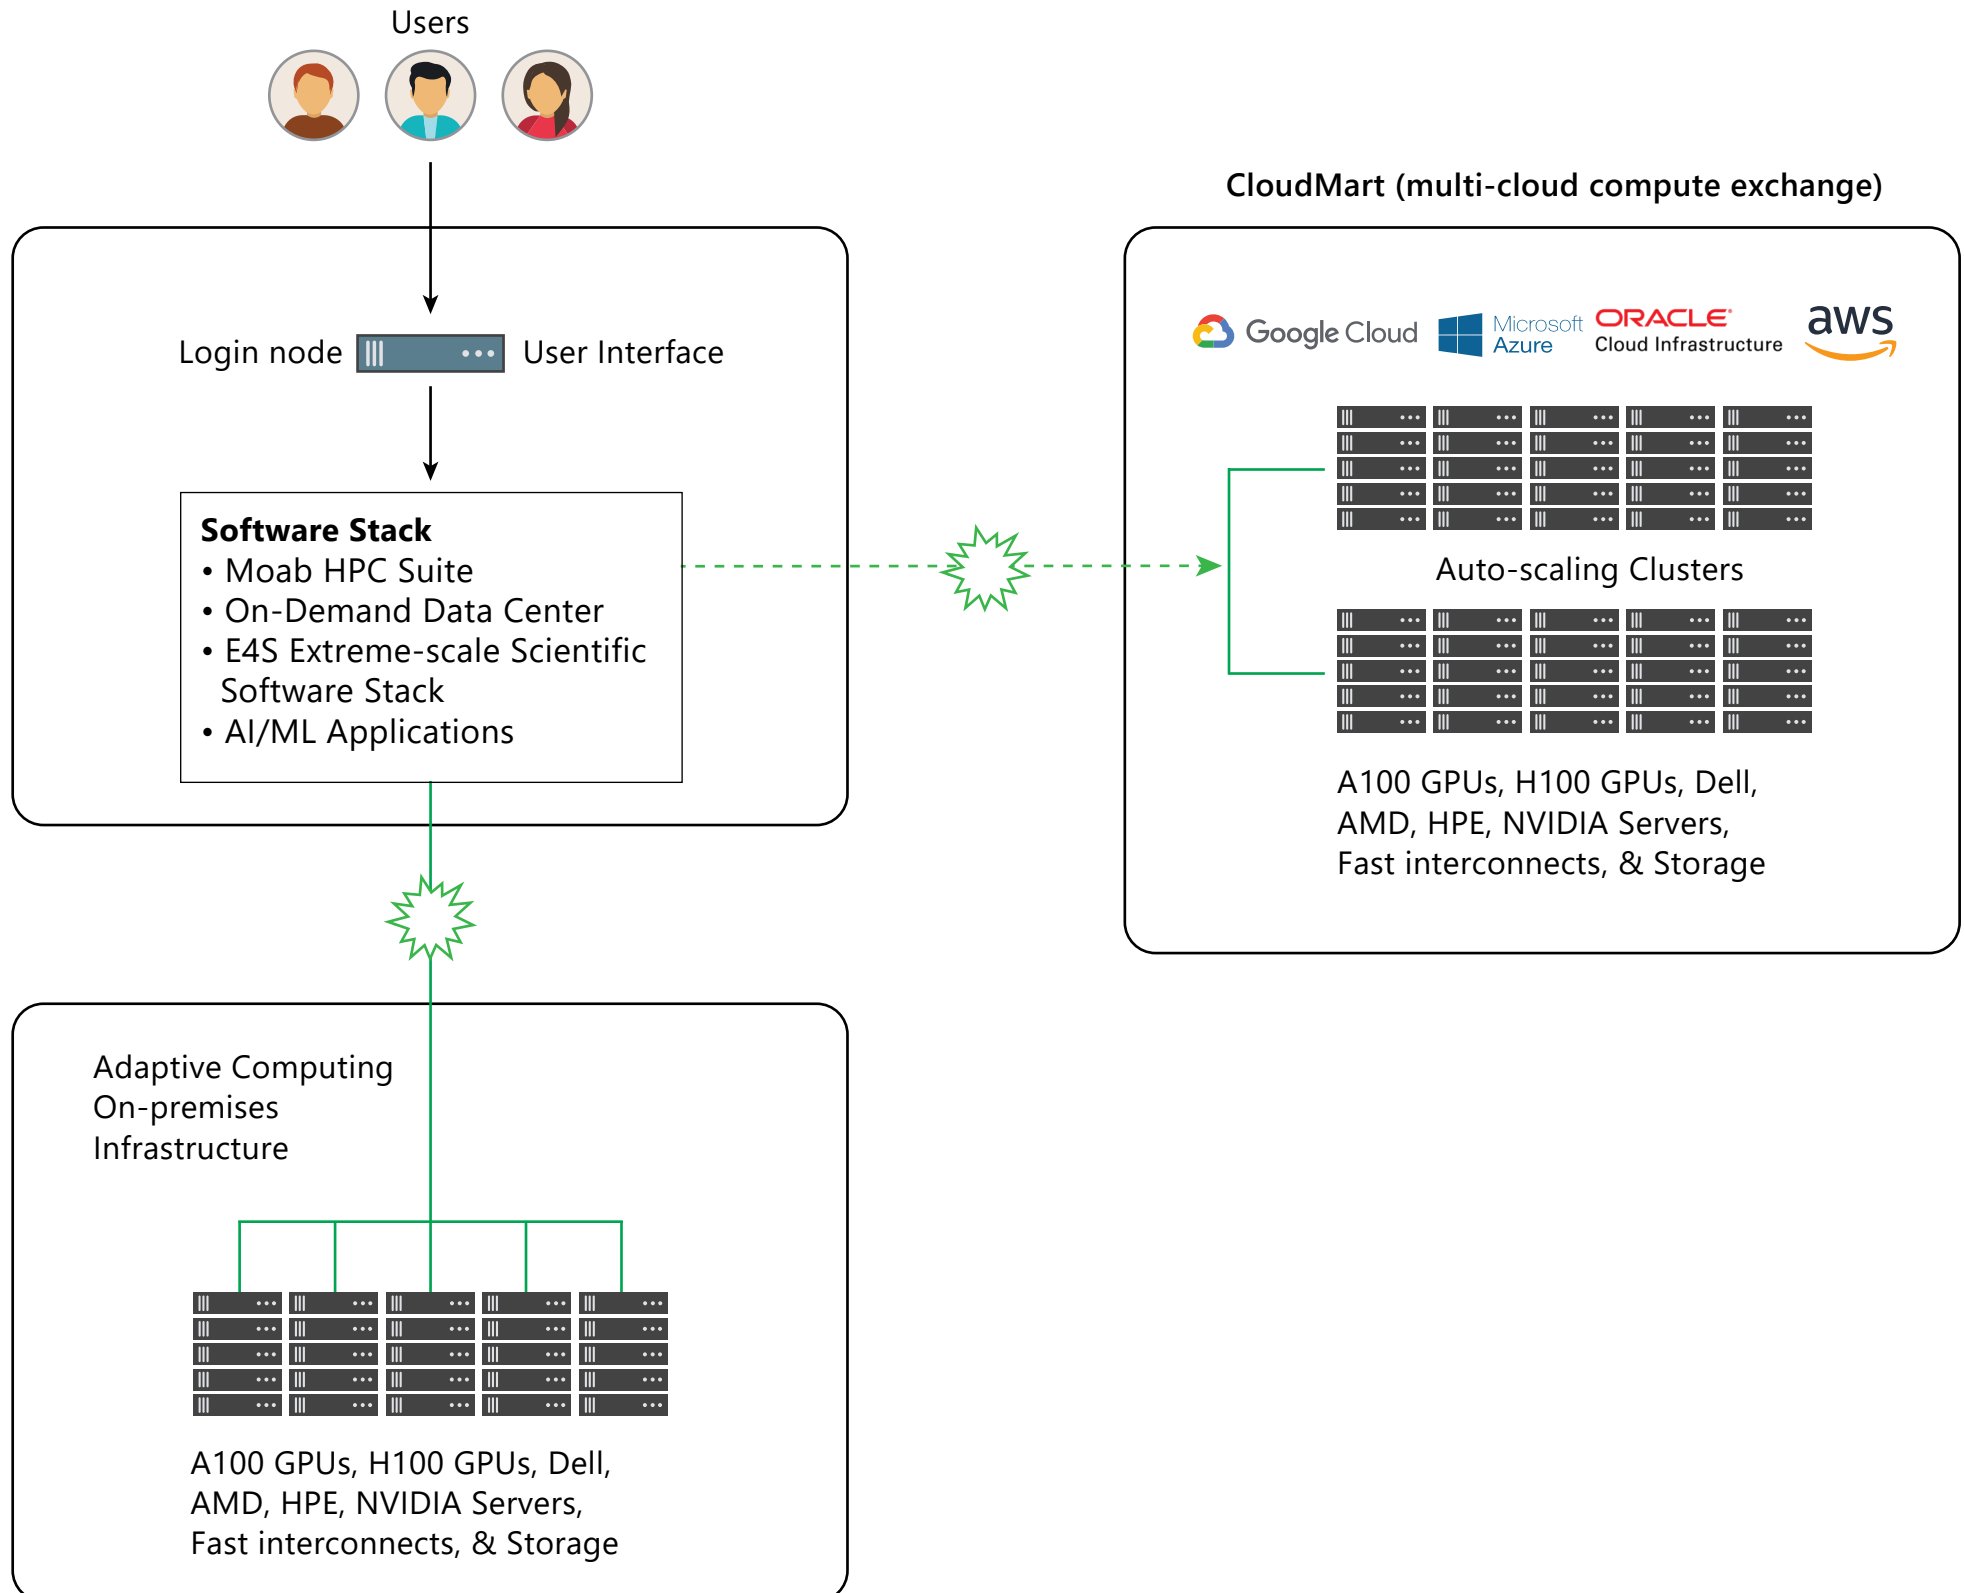 Users
CloudMart (multi-cloud compute exchange)
Login node
User Interface
Google Cloud
Microsoft
Azure
ORACLE
Cloud Infrastructure
aws
Software Stack
• Moab HPC Suite
• On-Demand Data Center
• E4S Extreme-scale Scientific
Software Stack
• AI/ML Applications
Auto-scaling Clusters
A100 GPUs, H100 GPUs, Dell,
AMD, HPE, NVIDIA Servers,
Fast interconnects, & Storage
Adaptive Computing
On-premises
Infrastructure
A100 GPUs, H100 GPUs, Dell,
AMD, HPE, NVIDIA Servers,
Fast interconnects, & Storage